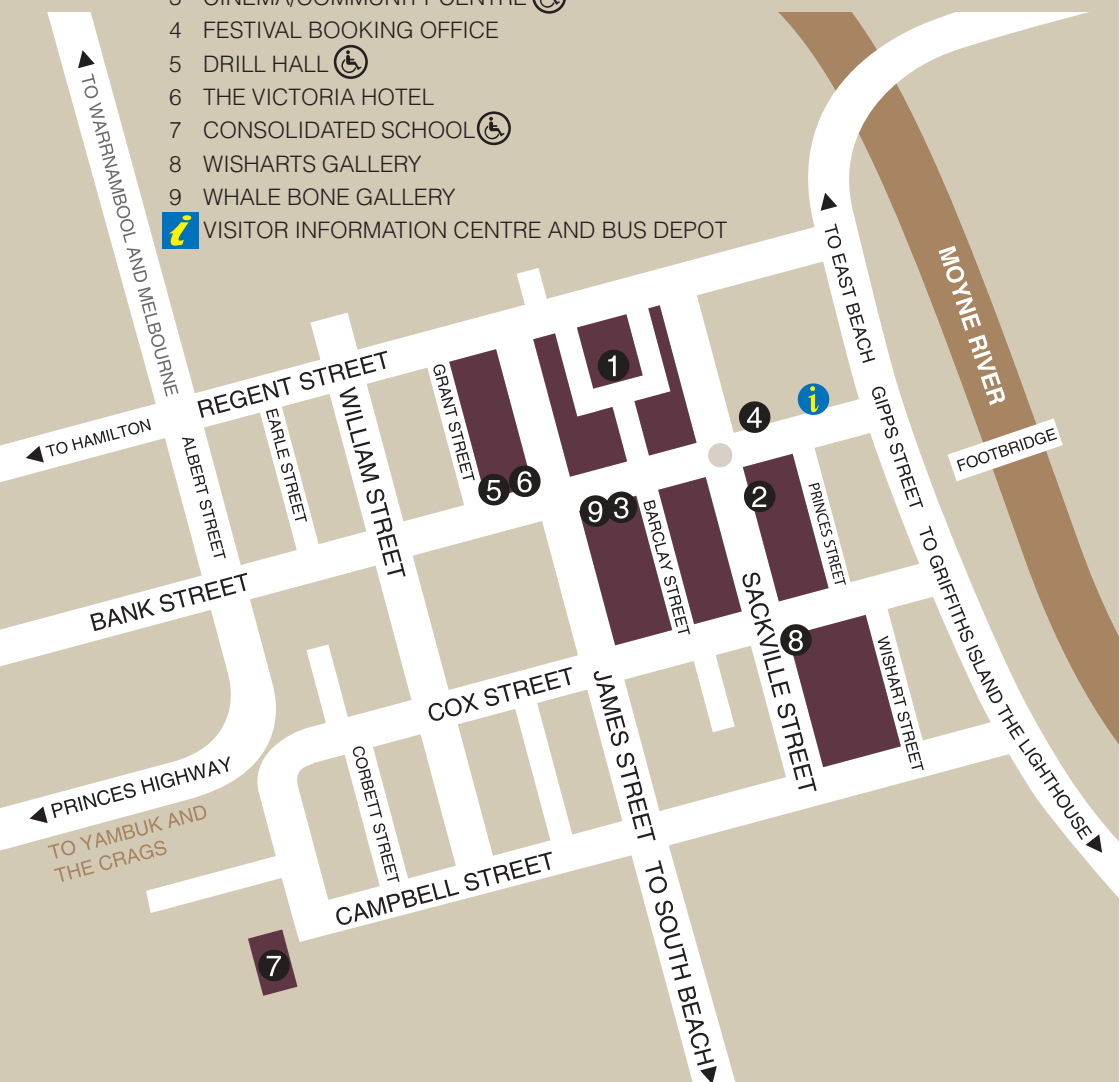 3 CINEMA/COMMUNITY CENTRE
4 FESTIVAL BOOKING OFFICE
5 DRILL HALL
6 THE VICTORIA HOTEL
7 CONSOLIDATED SCHOOL
8 WISHARTS GALLERY
9 WHALE BONE GALLERY
i VISITOR INFORMATION CENTRE AND BUS DEPOT
TO WARRNAMBOOL AND MELBOURNE
TO EAST BEACH
MOYNE RIVER
REGENT STREET
TO HAMILTON
GRANT STREET
1
i
4
GIPPS STREET
FOOTBRIDGE
WILLIAM STREET
EARLE STREET
ALBERT STREET
5
6
9
3
2
BARCLAY STREET
PRINCES STREET
BANK STREET
SACKVILLE STREET
TO GRIFFITHS ISLAND THE LIGHTHOUSE
8
WISHART STREET
COX STREET
JAMES STREET
PRINCES HIGHWAY
TO YAMBUK AND
THE CRAGS
CORBETT STREET
CAMPBELL STREET
TO SOUTH BEACH
7